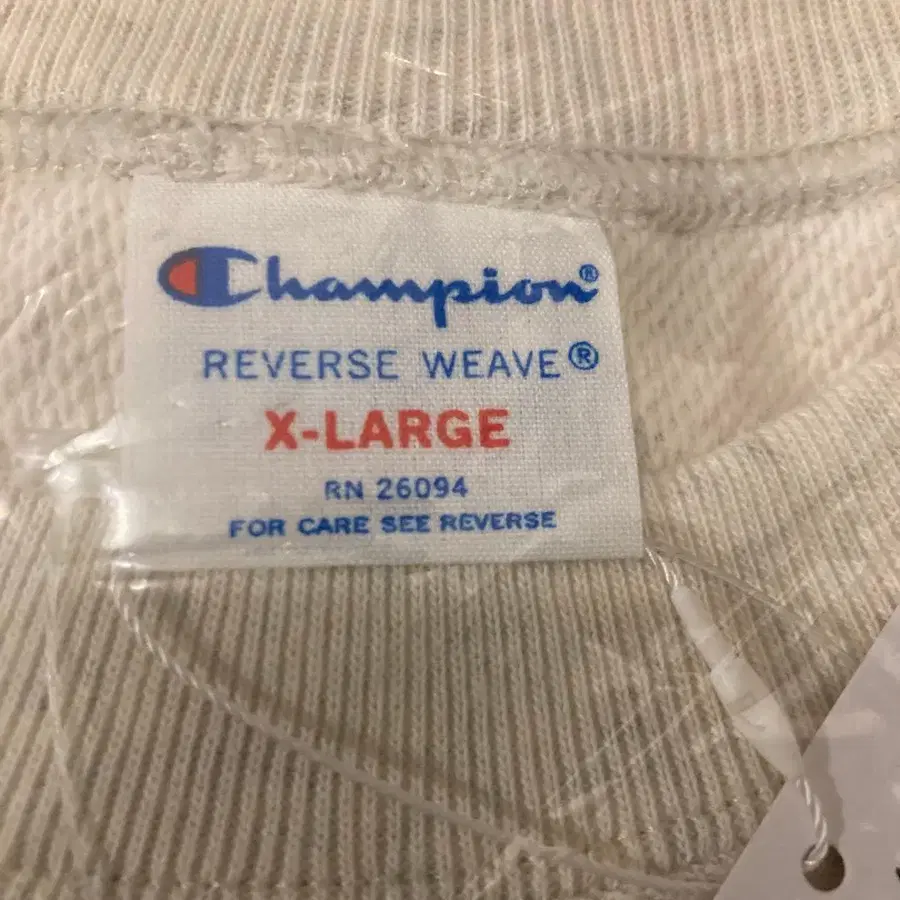 Champion®
REVERSE WEAVE®
X-LARGE
RN 26094
FOR CARE SEE REVERSE